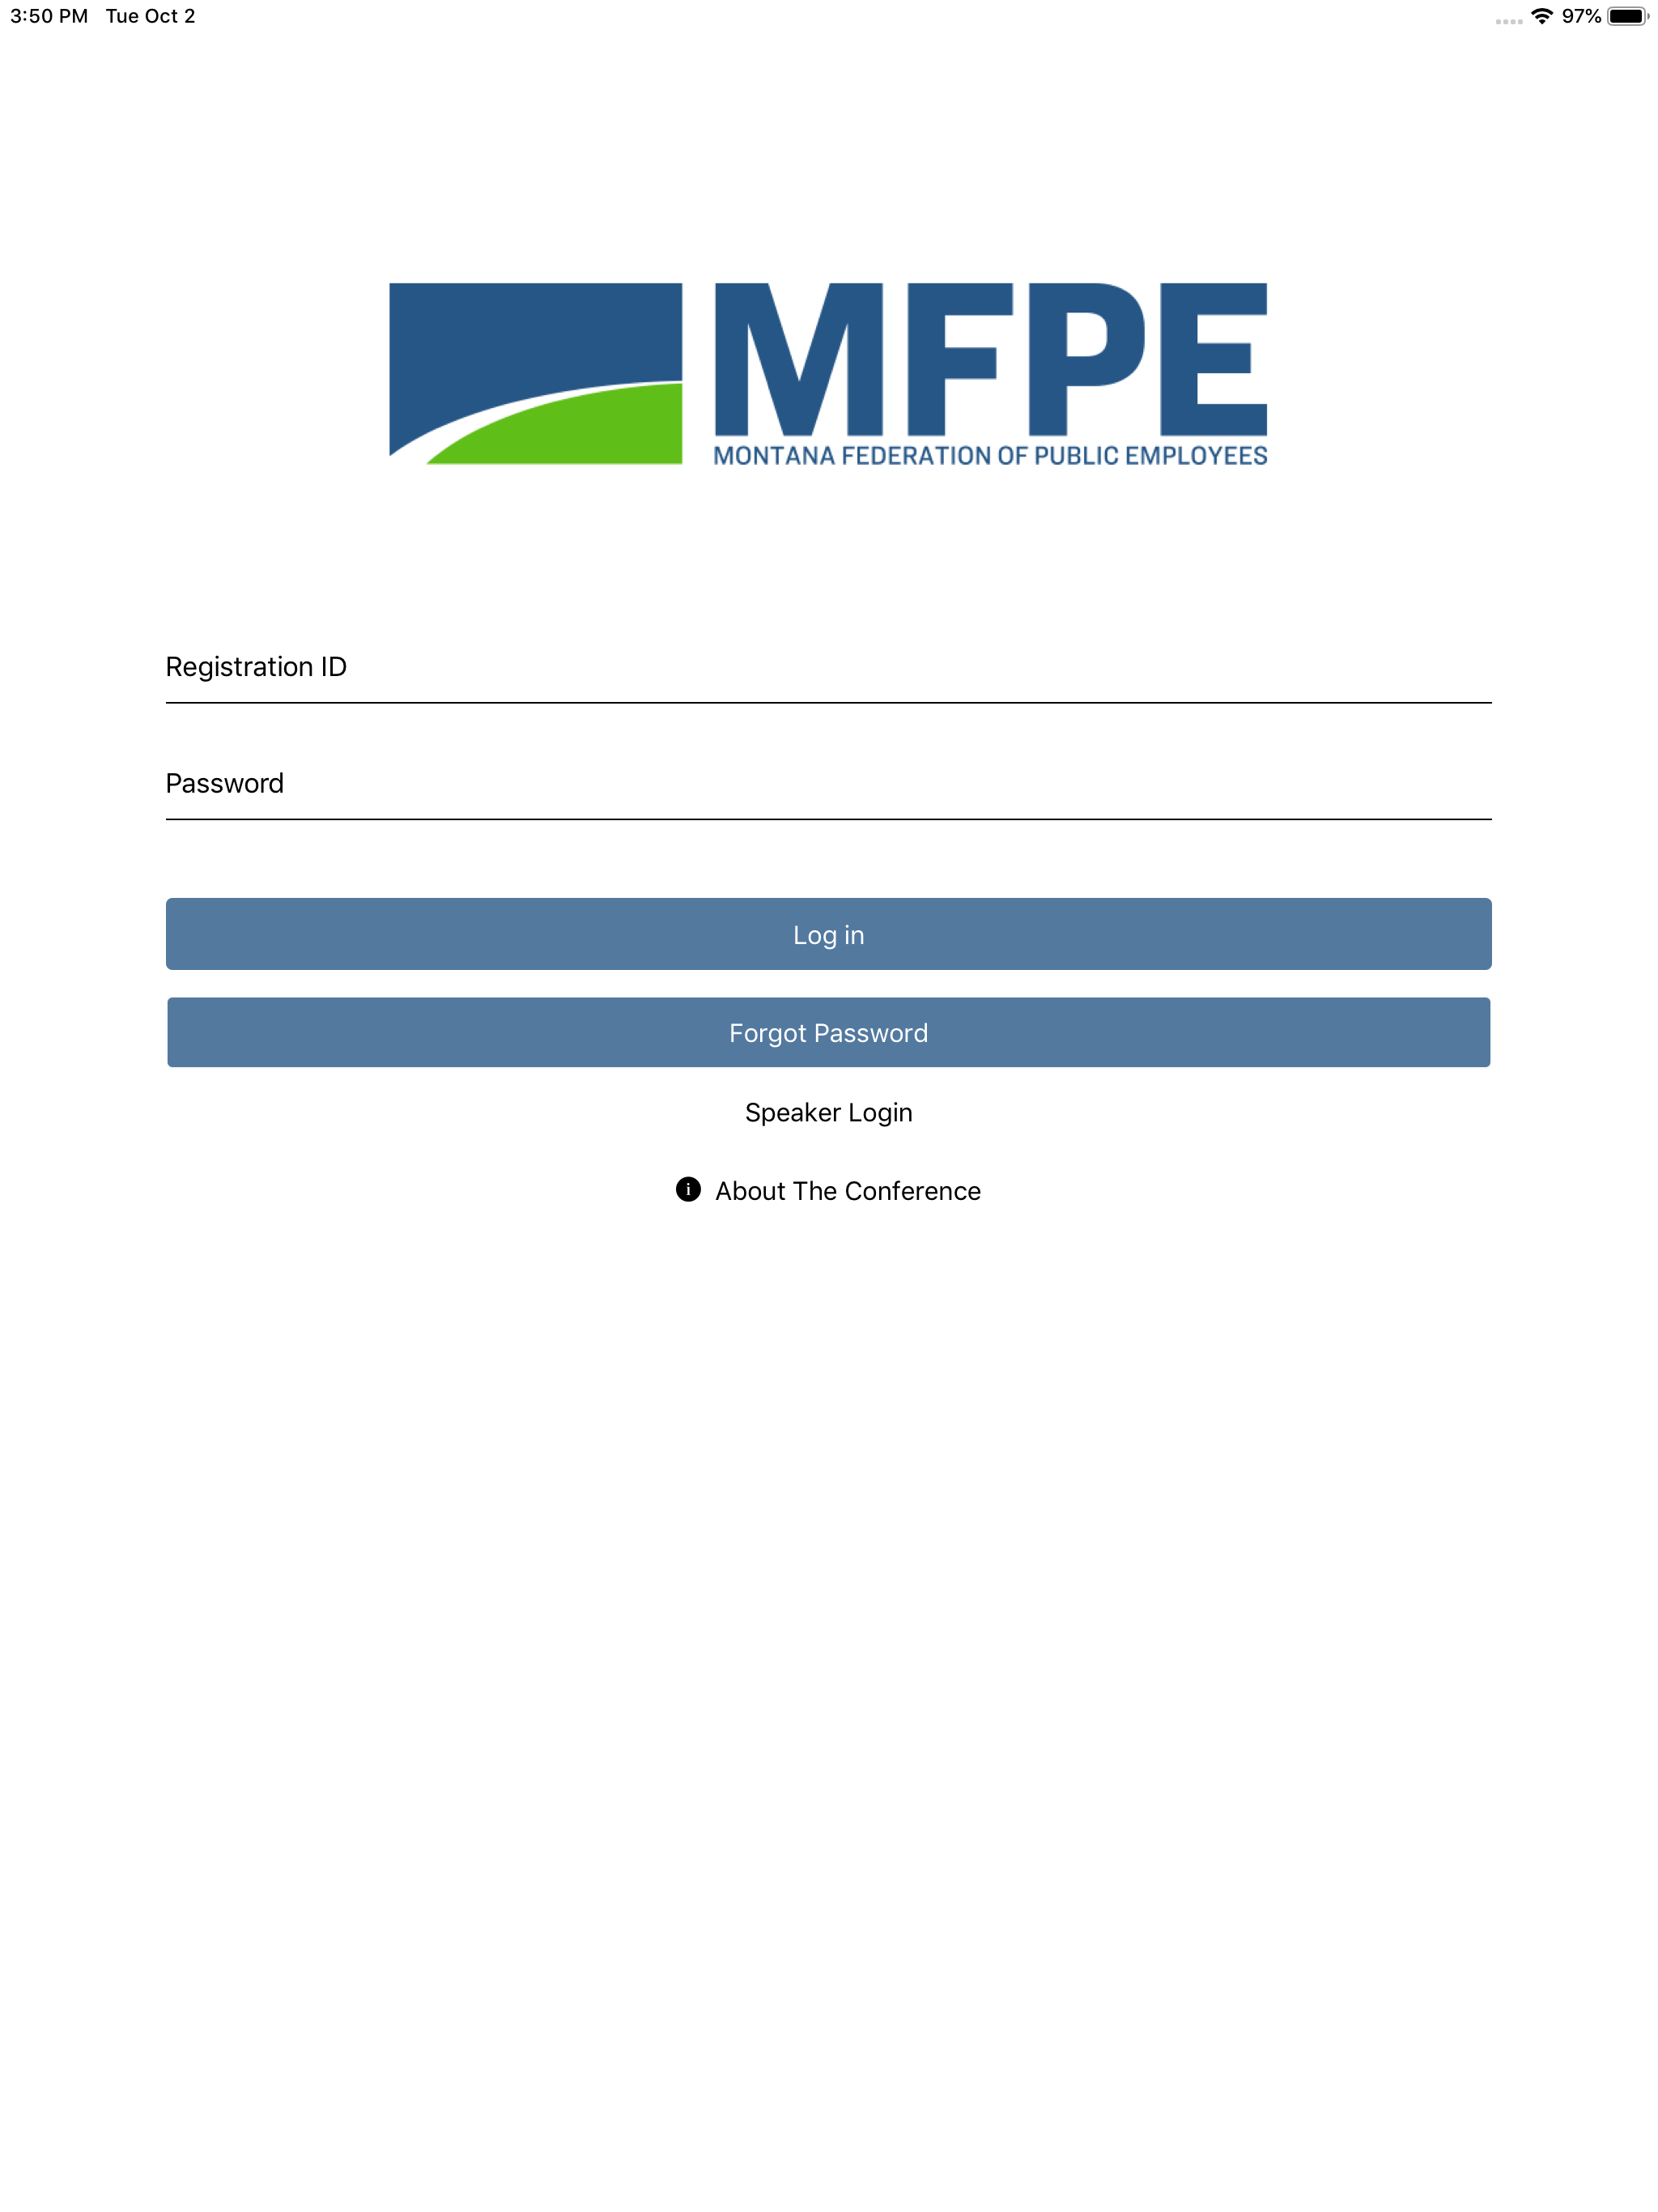 3:50 PM Tue Oct 2 97%
MFPE
MONTANA FEDERATION OF PUBLIC EMPLOYEES
Registration ID
Password
Log in
Forgot Password
Speaker Login
i About The Conference